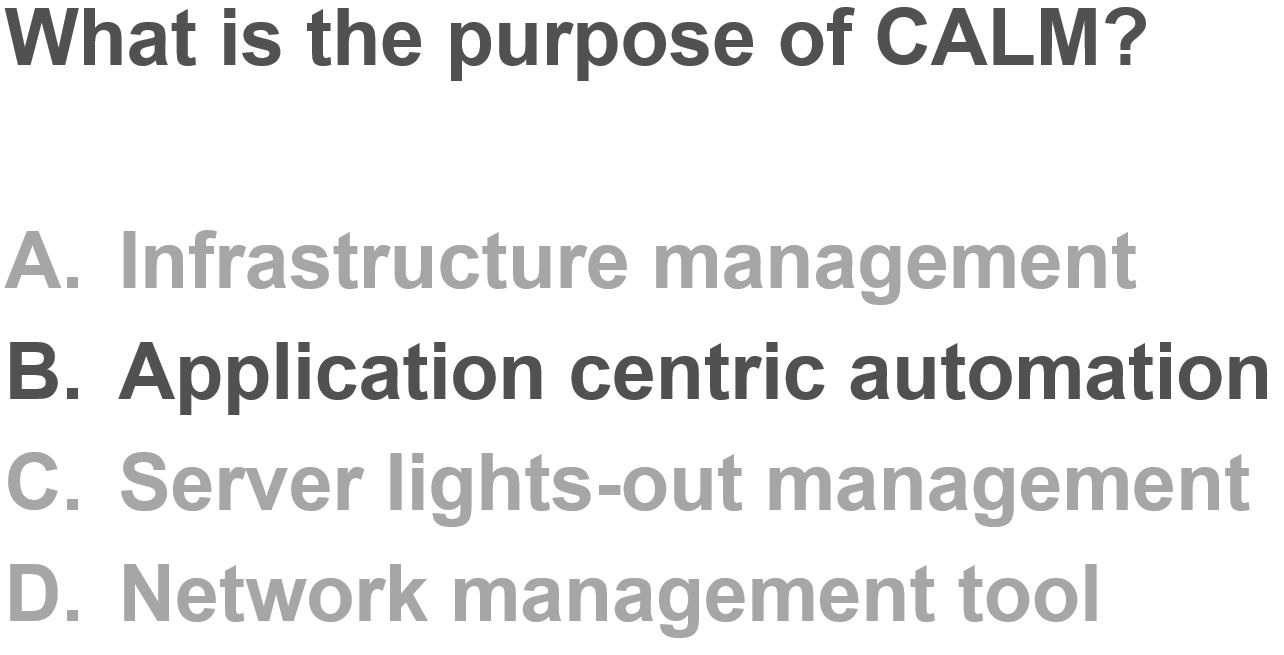 What is the purpose of CALM?
A. Infrastructure management
B. Application centric automation
C. Server lights-out management
D. Network management tool